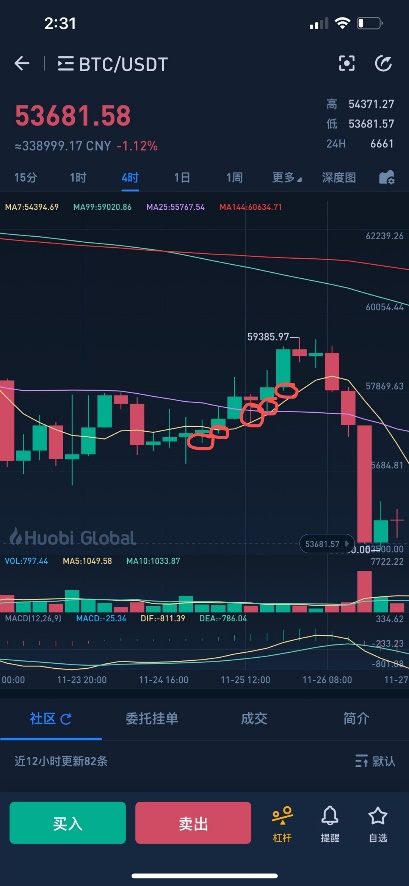 2:31
BTC/USDT
53681.58
≈338999.17 CNY -1.12%
高 54371.27
低 53681.57
24H 6661
15分 1时 4时 1日 1周 更多 深度图
MA7:54394.69 MA99:59020.86 MA25:55767.54 MA144:60634.71
62239.26
60054.44
59385.97
57869.63
5684.81
Huobi Global
53681.57
3500.00
VOL:797.44 MA5:1049.58 MA10:1033.87
7722.22
MACD(12,26,9) MACD:-25.34 DIF:-811.39 DEA:-786.04
334.62
-233.23
-801.08
00:00 11-23 20:00 11-24 16:00 11-25 12:00 11-26 08:00 11-27
社区 委托挂单 成交 简介
近12小时更新82条 默认
买入 卖出 杠杆 提醒 自选